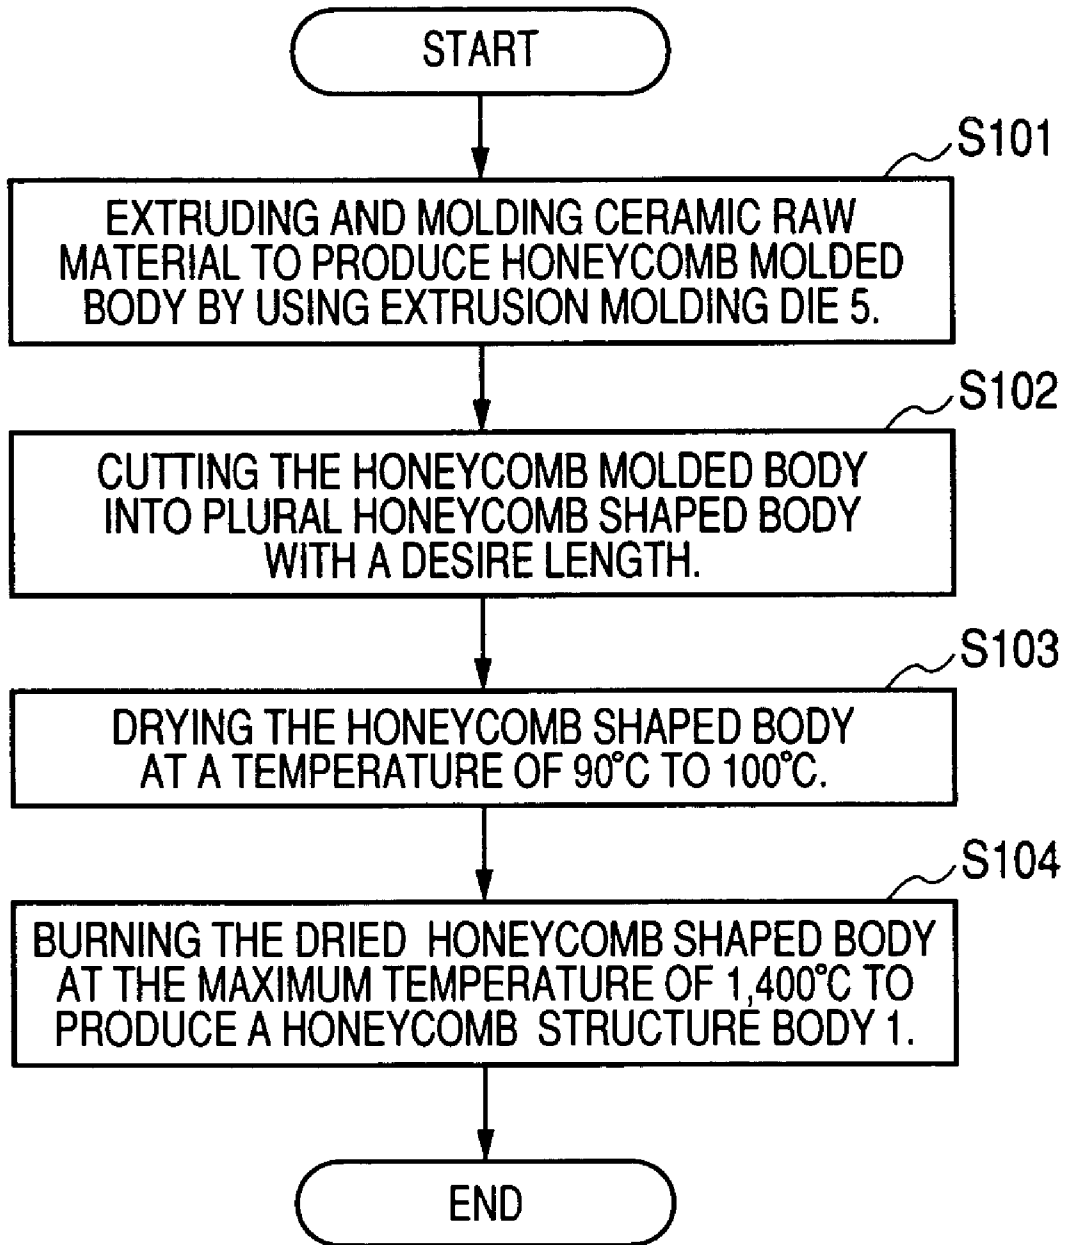 START
S101
EXTRUDING AND MOLDING CERAMIC RAW
MATERIAL TO PRODUCE HONEYCOMB MOLDED
BODY BY USING EXTRUSION MOLDING DIE 5.
S102
CUTTING THE HONEYCOMB MOLDED BODY
INTO PLURAL HONEYCOMB SHAPED BODY
WITH A DESIRE LENGTH.
S103
DRYING THE HONEYCOMB SHAPED BODY
AT A TEMPERATURE OF 90°C TO 100°C.
S104
BURNING THE DRIED HONEYCOMB SHAPED BODY
AT THE MAXIMUM TEMPERATURE OF 1,400°C TO
PRODUCE A HONEYCOMB STRUCTURE BODY 1.
END